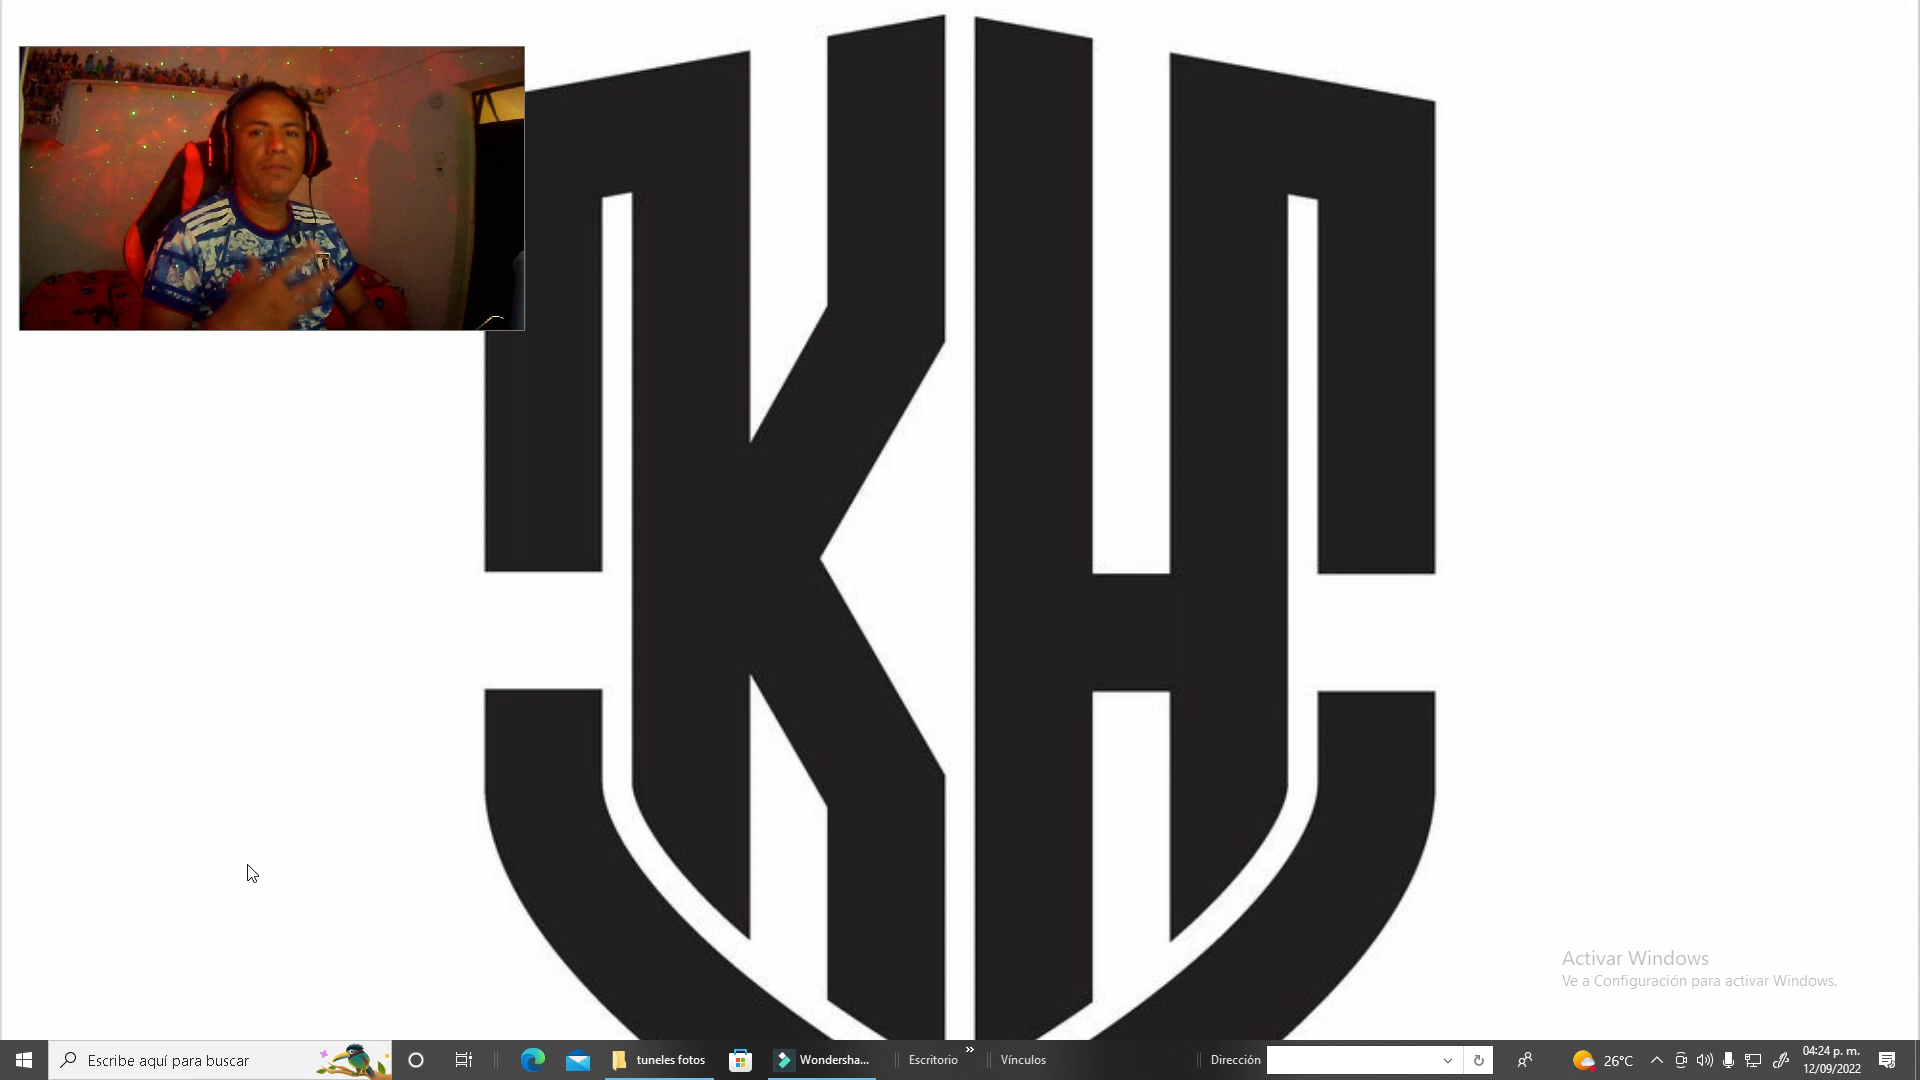 KH
Activar Windows
Ve a Configuración para activar Windows.
Escribe aquí para buscar
tuneles fotos
Wondersha...
Escritorio
»
Vínculos
Dirección
26°C
04:24 p. m.
12/09/2022